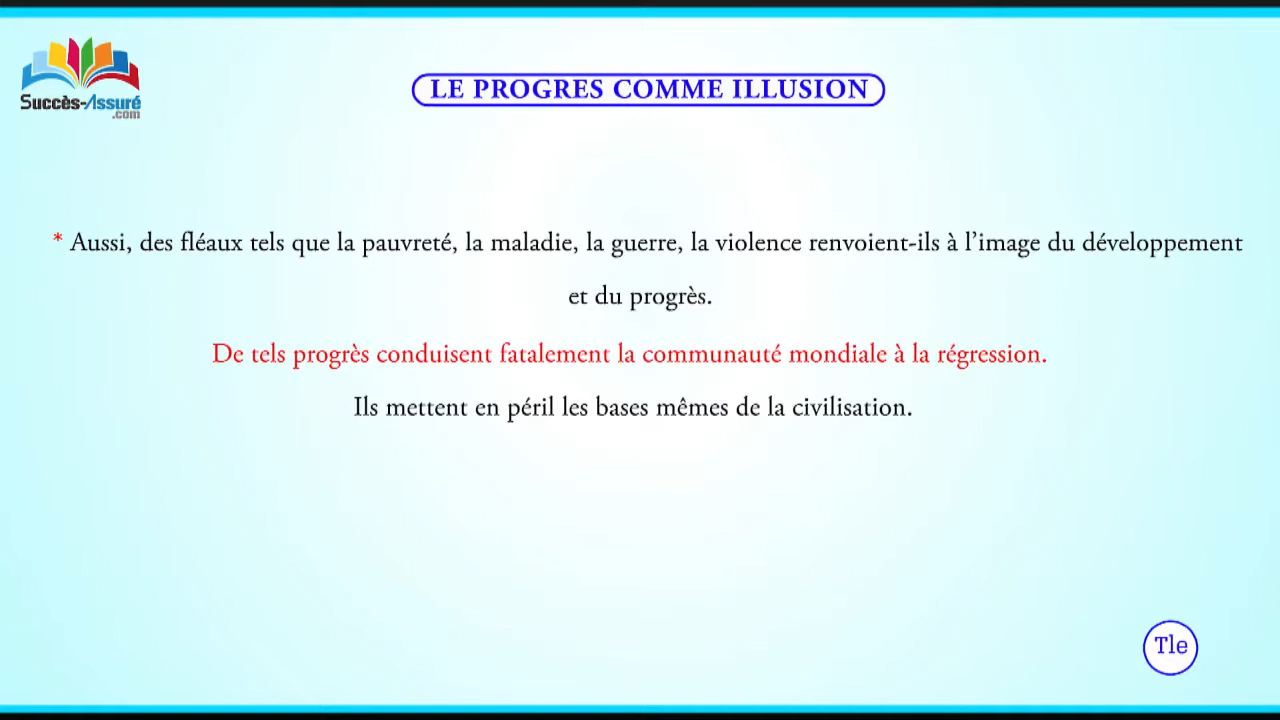 Succès-Assuré
.com
LE PROGRES COMME ILLUSION
* Aussi, des fléaux tels que la pauvreté, la maladie, la guerre, la violence renvoient-ils à l’image du développement
et du progrès.
De tels progrès conduisent fatalement la communauté mondiale à la régression.
Ils mettent en péril les bases mêmes de la civilisation.
Tle